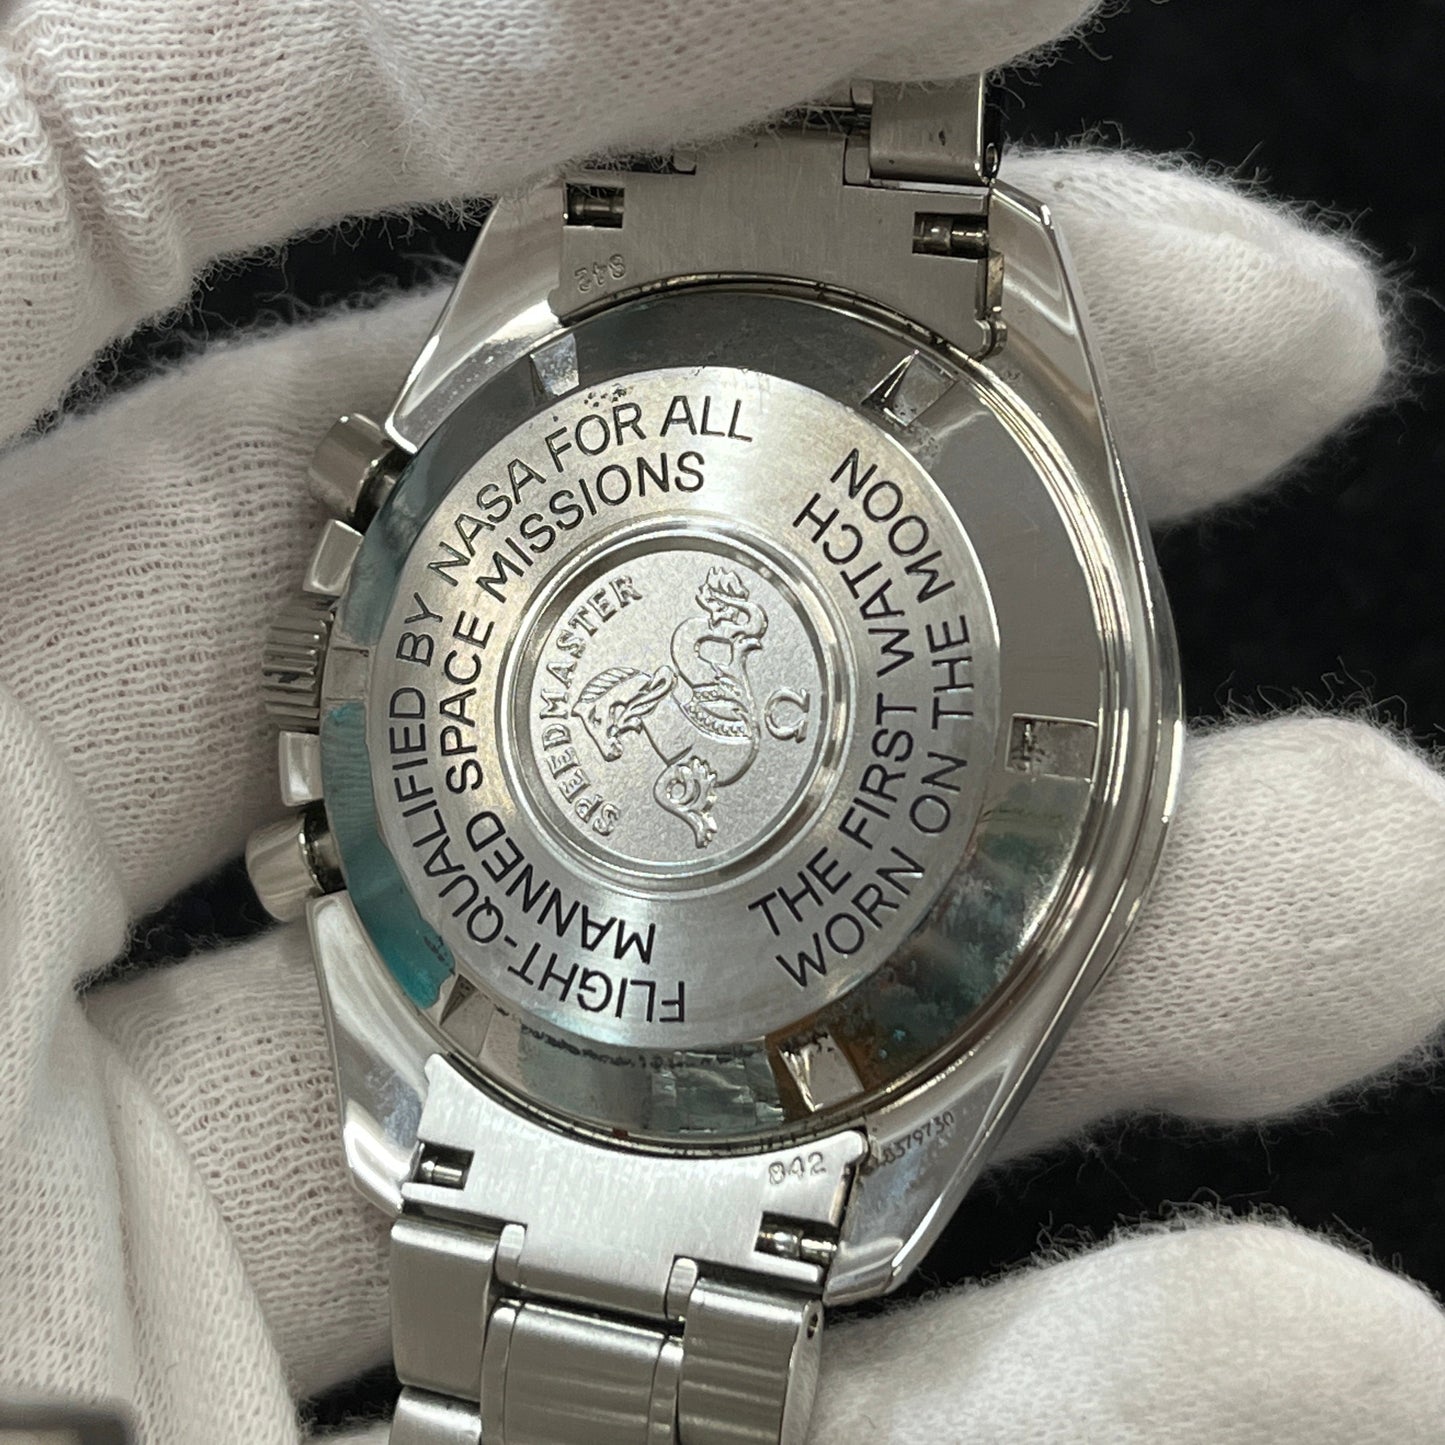 FLIGHT-QUALIFIED BY NASA FOR ALL
MANNED SPACE MISSIONS
THE FIRST WATCH
WORN ON THE MOON
SPEEDMASTER
Ω
842
842